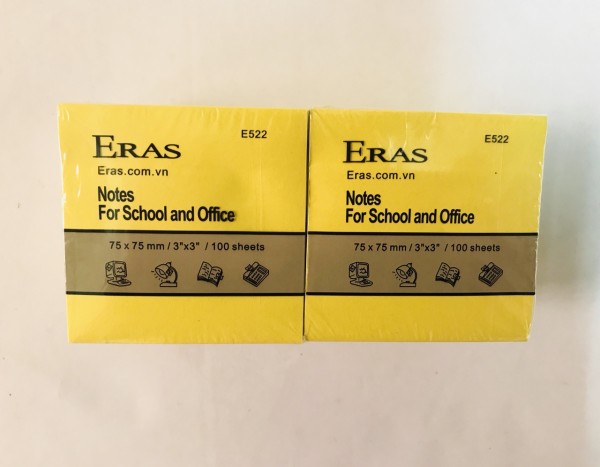 ERAS
E522
Eras.com.vn
Notes
For School and Office
75 x 75 mm / 3"x3" / 100 sheets
ERAS
E522
Eras.com.vn
Notes
For School and Office
75 x 75 mm / 3"x3" / 100 sheets